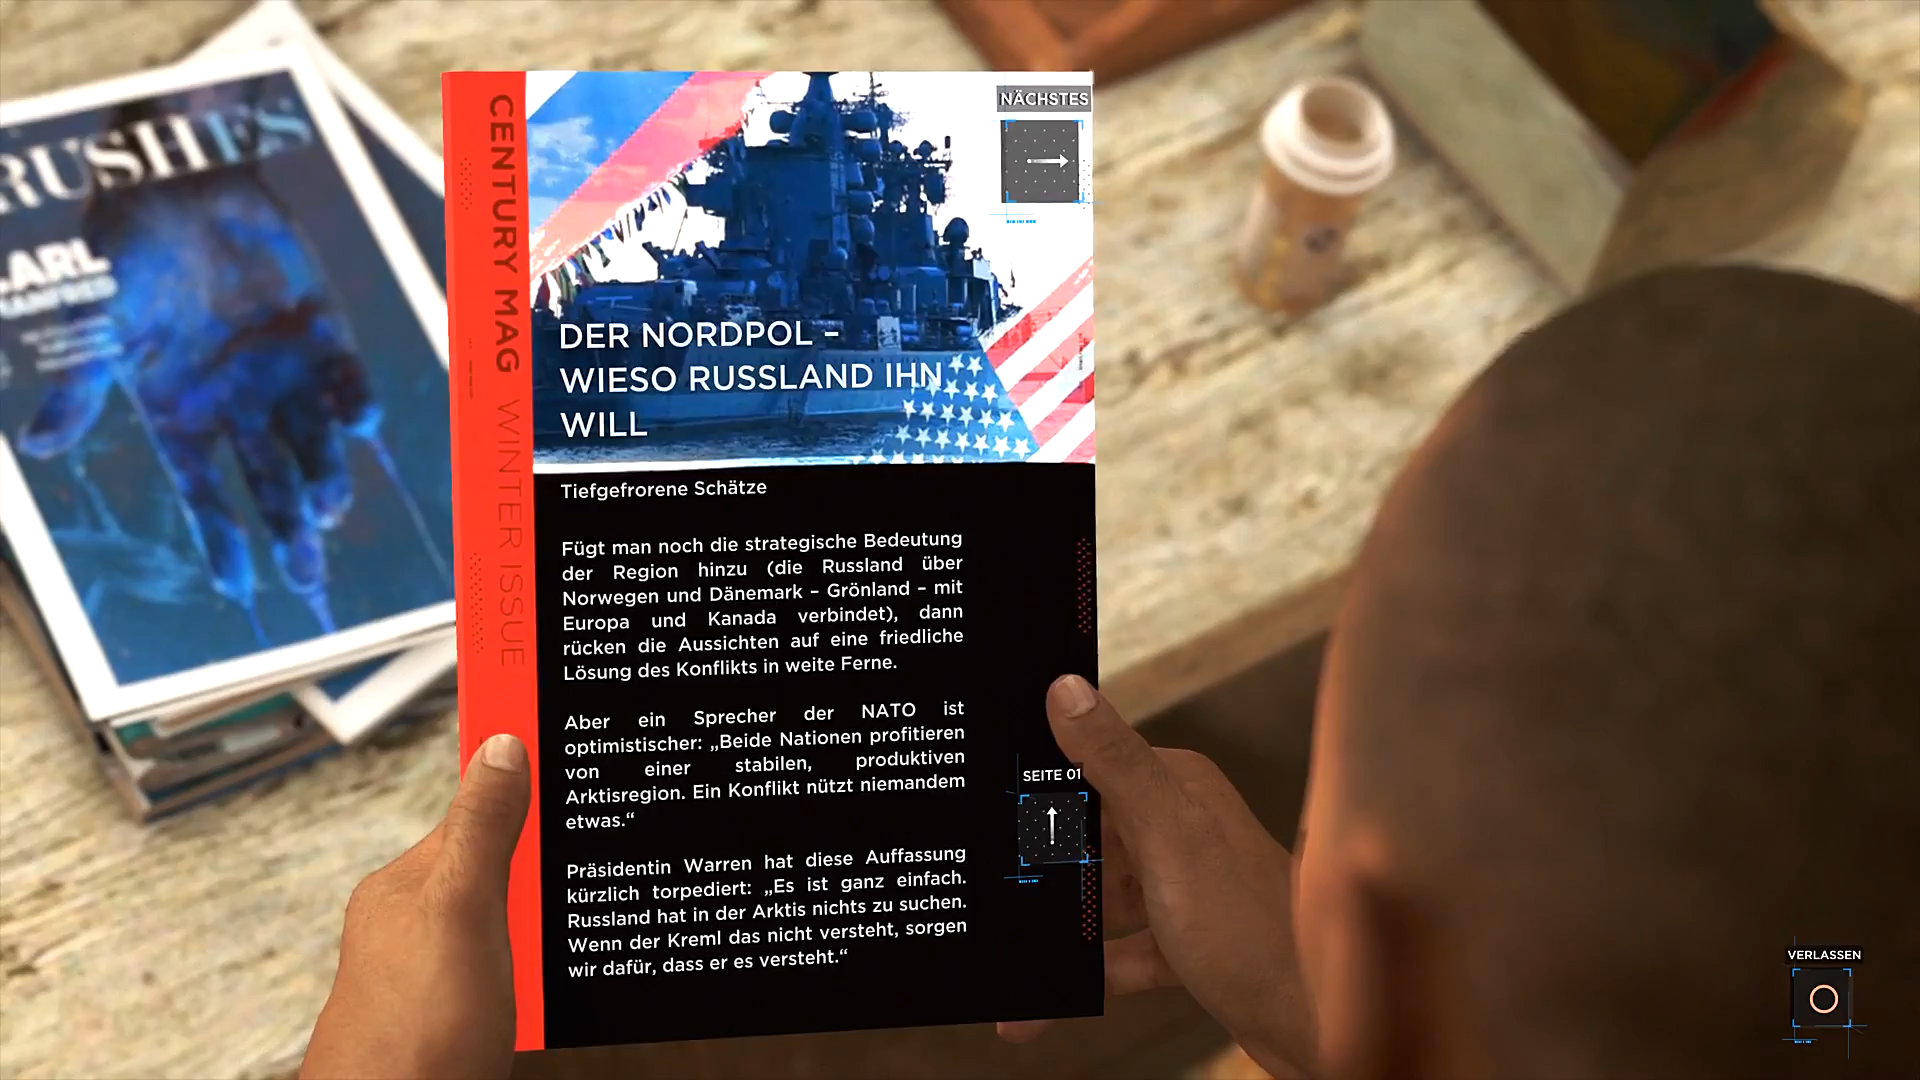 RUSHES
CENTURY MAG WINTER ISSUE
NÄCHSTES
DER NORDPOL –
WIESO RUSSLAND IHN
WILL
Tiefgefrorene Schätze
Fügt man noch die strategische Bedeutung
der Region hinzu (die Russland über
Norwegen und Dänemark – Grönland – mit
Europa und Kanada verbindet), dann
rücken die Aussichten auf eine friedliche
Lösung des Konflikts in weite Ferne.
Aber ein Sprecher der NATO ist
optimistischer: „Beide Nationen profitieren
von einer stabilen, produktiven
Arktisregion. Ein Konflikt nützt niemandem
etwas.“
Präsidentin Warren hat diese Auffassung
kürzlich torpediert: „Es ist ganz einfach.
Russland hat in der Arktis nichts zu suchen.
Wenn der Kreml das nicht versteht, sorgen
wir dafür, dass er es versteht.“
SEITE 01
VERLASSEN